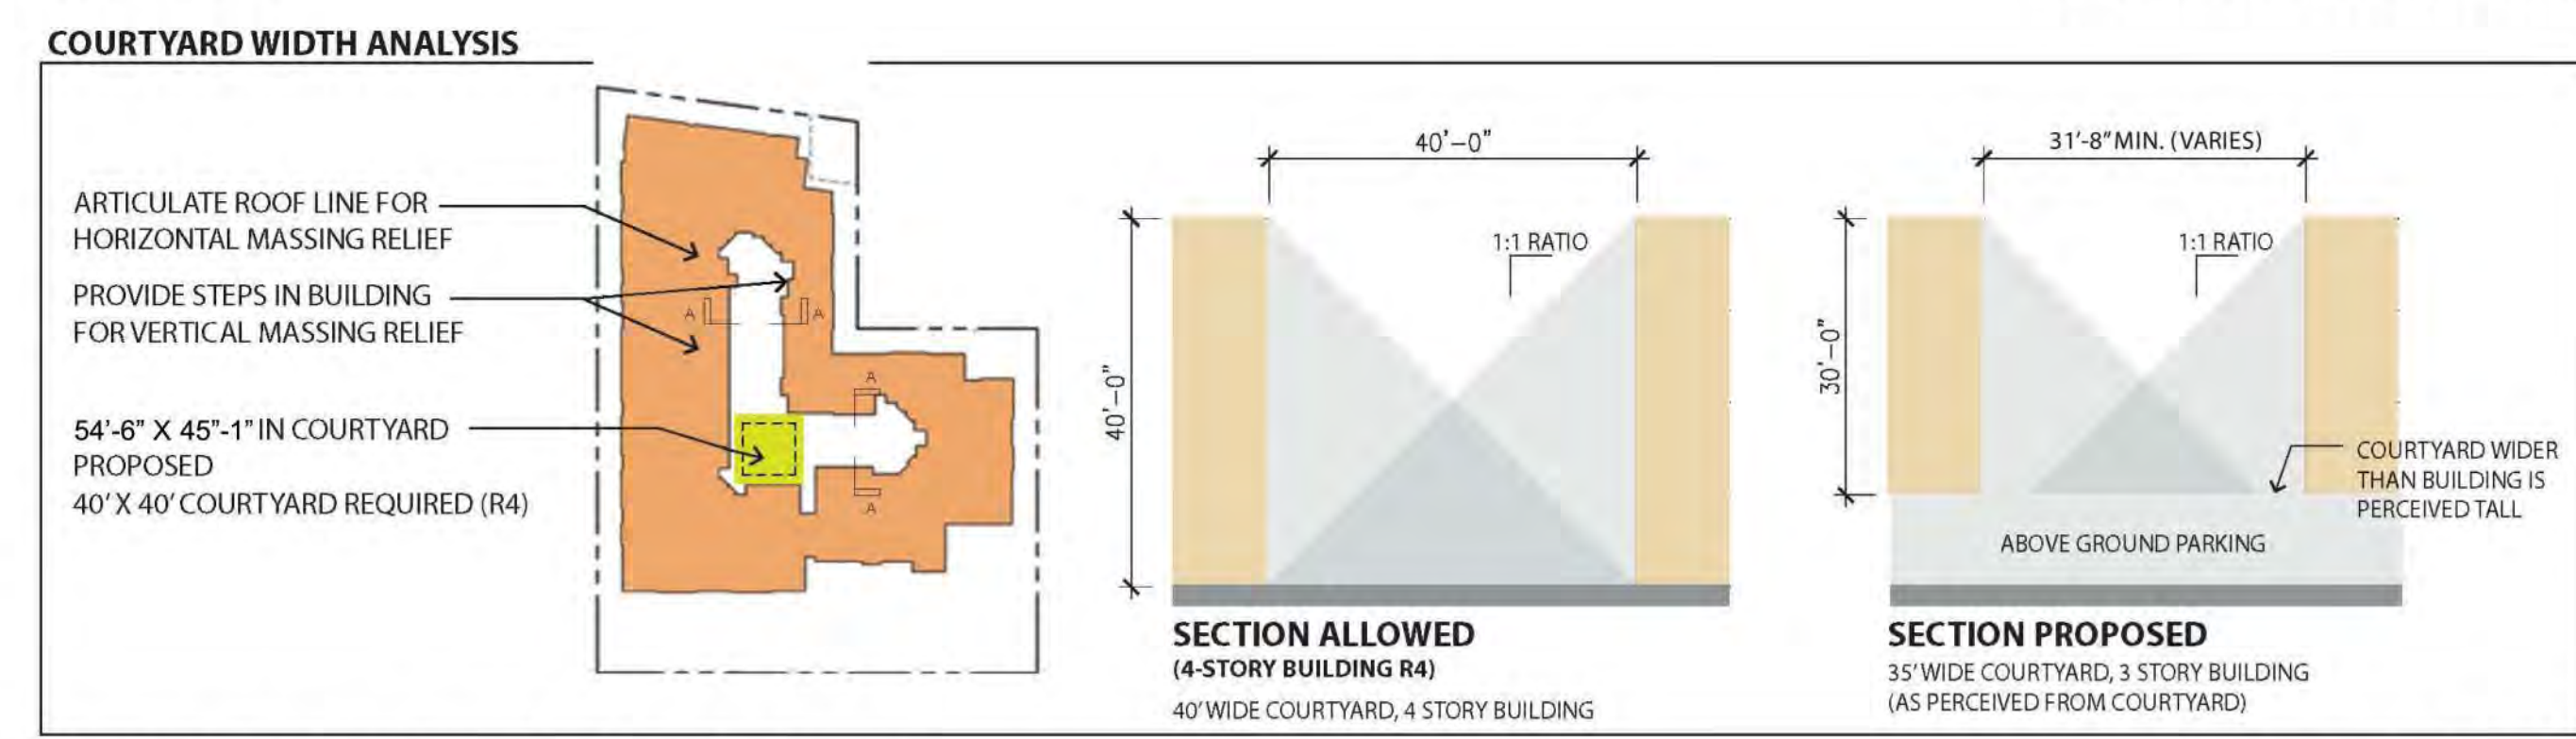 COURTYARD WIDTH ANALYSIS
ARTICULATE ROOF LINE FOR
HORIZONTAL MASSING RELIEF
PROVIDE STEPS IN BUILDING
FOR VERTICAL MASSING RELIEF
54'-6" X 45"-1" IN COURTYARD
PROPOSED
40' X 40' COURTYARD REQUIRED (R4)
A
A
A
A
40'-0"
40'-0"
1:1 RATIO
SECTION ALLOWED
(4-STORY BUILDING R4)
40' WIDE COURTYARD, 4 STORY BUILDING
31'-8" MIN. (VARIES)
30'-0"
1:1 RATIO
COURTYARD WIDER
THAN BUILDING IS
PERCEIVED TALL
ABOVE GROUND PARKING
SECTION PROPOSED
35' WIDE COURTYARD, 3 STORY BUILDING
(AS PERCEIVED FROM COURTYARD)